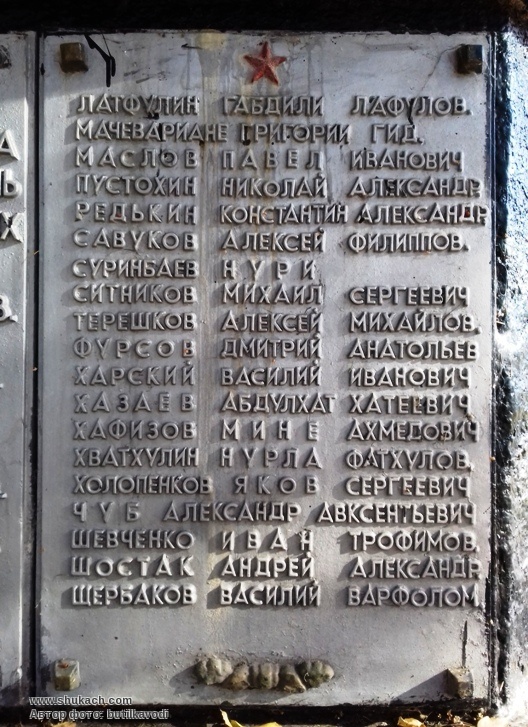 ЛАТФУЛИН ГАБДИЛИ ЛАФУЛОВ.
МАЧЕВАРИАНЕ ГРИГОРИИ ГИД.
МАСЛОВ ПАВЕЛ ИВАНОВИЧ
ПУСТОХИН НИКОЛАЙ АЛЕКСАНДР.
РЕДЬКИН КОНСТАНТИН АЛЕКСАНДР.
САВУКОВ АЛЕКСЕЙ ФИЛИППОВ.
СУРИНБАЕВ НУРИ
СИТНИКОВ МИХАИЛ СЕРГЕЕВИЧ
ТЕРЕШКОВ АЛЕКСЕЙ МИХАЙЛОВ.
ФУРСОВ ДМИТРИЙ АНАТОЛЬЕВ
ХАРСКИЙ ВАСИЛИЙ ИВАНОВИЧ
ХАЗАЕВ АБДУЛХАТ ХАТЕЕВИЧ
ХАФИЗОВ МИНЕ АХМЕДОВИЧ
ХВАТХУЛИН НУРЛА ФАТХУЛОВ.
ХОЛОПЕНКОВ ЯКОВ СЕРГЕЕВИЧ
ЧУБ АЛЕКСАНДР АВКСЕНТЬЕВИЧ
ШЕВЧЕНКО ИВАН ТРОФИМОВ.
ШОСТАК АНДРЕЙ АЛЕКСАНДР.
ЩЕРБАКОВ ВАСИЛИЙ ВАРФОЛОМ
www.shukach.com
Автор фото: butilkavodi